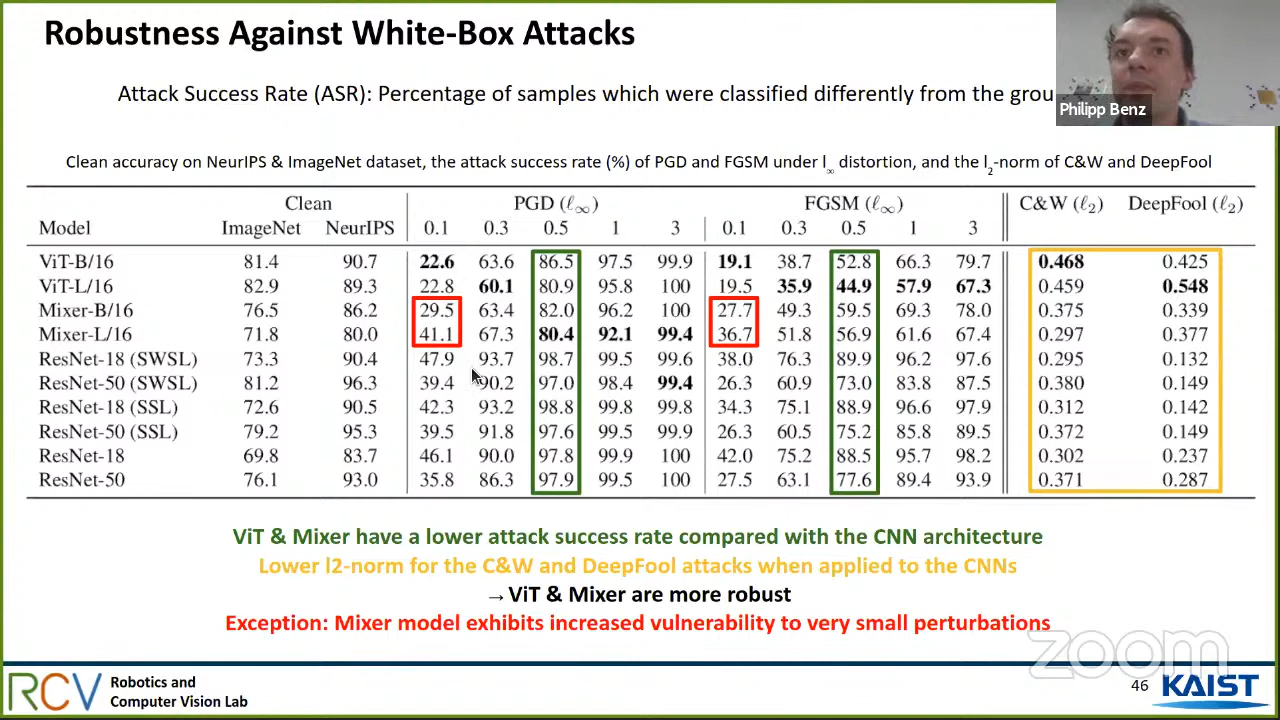 Robustness Against White-Box Attacks
Attack Success Rate (ASR): Percentage of samples which were classified differently from the grou
Philipp Benz
Clean accuracy on NeurIPS & ImageNet dataset, the attack success rate (%) of PGD and FGSM under l∞ distortion, and the l2-norm of C&W and DeepFool
Clean PGD (ℓ∞) FGSM (ℓ∞) C&W (ℓ2) DeepFool (ℓ2)
Model ImageNet NeurIPS 0.1 0.3 0.5 1 3 0.1 0.3 0.5 1 3
ViT-B/16 81.4 90.7 22.6 63.6 86.5 97.5 99.9 19.1 38.7 52.8 66.3 79.7 0.468 0.425
ViT-L/16 82.9 89.3 22.8 60.1 80.9 95.8 100 19.5 35.9 44.9 57.9 67.3 0.459 0.548
Mixer-B/16 76.5 86.2 29.5 63.4 82.0 96.2 100 27.7 49.3 59.5 69.3 78.0 0.375 0.339
Mixer-L/16 71.8 80.0 41.1 67.3 80.4 92.1 99.4 36.7 51.8 56.9 61.6 67.4 0.297 0.377
ResNet-18 (SWSL) 73.3 90.4 47.9 93.7 98.7 99.5 99.6 38.0 76.3 89.9 96.2 97.6 0.295 0.132
ResNet-50 (SWSL) 81.2 96.3 39.4 90.2 97.0 98.4 99.4 26.3 60.9 73.0 83.8 87.5 0.380 0.149
ResNet-18 (SSL) 72.6 90.5 42.3 93.2 98.8 99.8 99.8 34.3 75.1 88.9 96.6 97.9 0.312 0.142
ResNet-50 (SSL) 79.2 95.3 39.5 91.8 97.6 99.5 99.9 26.3 60.5 75.2 85.8 89.5 0.372 0.149
ResNet-18 69.8 83.7 46.1 90.0 97.8 99.9 100 42.0 75.2 88.5 95.7 98.2 0.302 0.237
ResNet-50 76.1 93.0 35.8 86.3 97.9 99.5 100 27.5 63.1 77.6 89.4 93.9 0.371 0.287
ViT & Mixer have a lower attack success rate compared with the CNN architecture
Lower l2-norm for the C&W and DeepFool attacks when applied to the CNNs
→ViT & Mixer are more robust
Exception: Mixer model exhibits increased vulnerability to very small perturbations
zoom
RCV Robotics and
Computer Vision Lab
46 KAIST